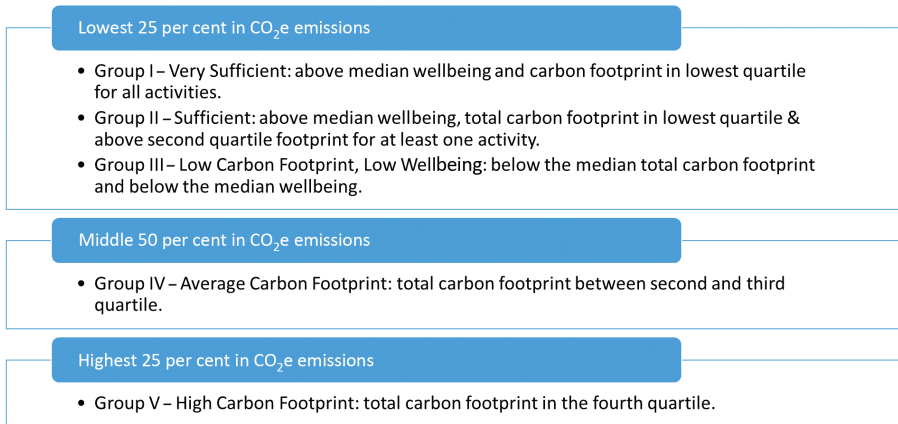 Lowest 25 per cent in CO₂e emissions
• Group I – Very Sufficient: above median wellbeing and carbon footprint in lowest quartile
for all activities.
• Group II – Sufficient: above median wellbeing, total carbon footprint in lowest quartile &
above second quartile footprint for at least one activity.
• Group III – Low Carbon Footprint, Low Wellbeing: below the median total carbon footprint
and below the median wellbeing.
Middle 50 per cent in CO₂e emissions
• Group IV – Average Carbon Footprint: total carbon footprint between second and third
quartile.
Highest 25 per cent in CO₂e emissions
• Group V – High Carbon Footprint: total carbon footprint in the fourth quartile.